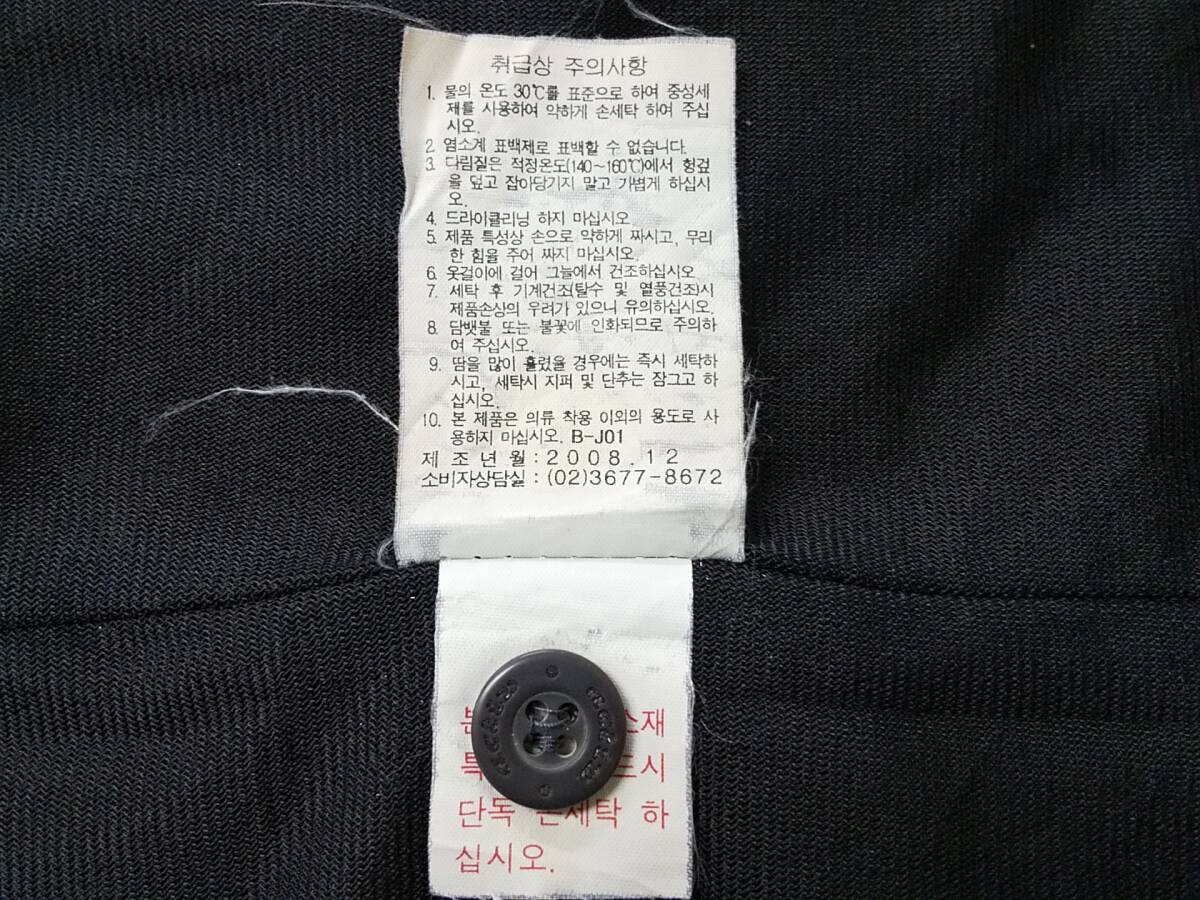 취급상 주의사항
1. 물의 온도 30℃를 표준으로 하여 중성세
제를 사용하여 약하게 손세탁 하여 주십
시오.
2. 염소계 표백제로 표백할 수 없습니다.
3. 다림질은 적정온도(140~160℃)에서 헝겊
을 덮고 잡아당기지 말고 가볍게 하십시
오.
4. 드라이클리닝 하지 마십시오
5. 제품 특성상 손으로 약하게 짜시고, 무리
한 힘을 주어 짜지 마십시오.
6. 옷걸이에 걸어 그늘에서 건조하십시오
7. 세탁 후 기계건조(탈수 및 열풍건조)시
제품손상의 우려가 있으니 유의하십시오.
8. 담뱃불 또는 불꽃에 인화되므로 주의하
여 주십시오.
9. 땀을 많이 흘렸을 경우에는 즉시 세탁하
시고, 세탁시 지퍼 및 단추는 잠그고 하
십시오.
10. 본 제품은 의류 착용 이외의 용도로 사
용하지 마십시오. B-J01
제 조 년 월 : 2008.12
소비자상담실 : (02)3677-8672
소재
특 시
단독 손세탁 하
십시오.